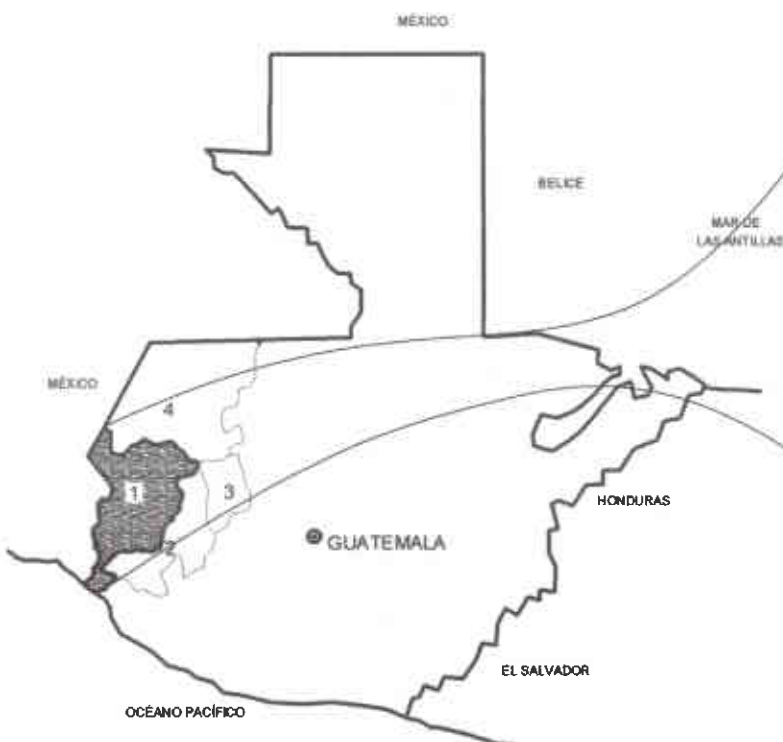 MÉXICO
BELICE
MAR DE
LAS ANTILLAS
MÉXICO
4
1
3
2
HONDURAS
GUATEMALA
EL SALVADOR
OCÉANO PACÍFICO